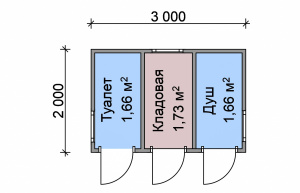 3 000
2 000
Туалет
1,66 м²
Кладовая
1,73 м²
Душ
1,66 м²